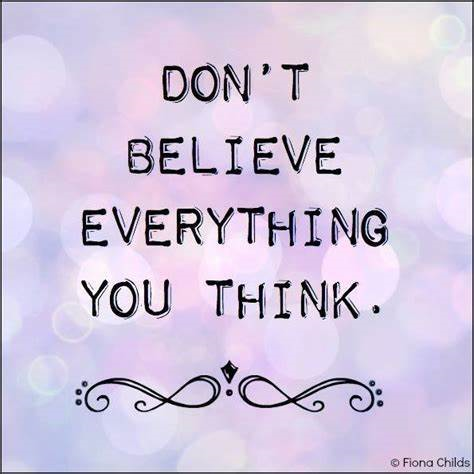 DON'T
BELIEVE
EVERYTHING
YOU THINK.
© Fiona Childs